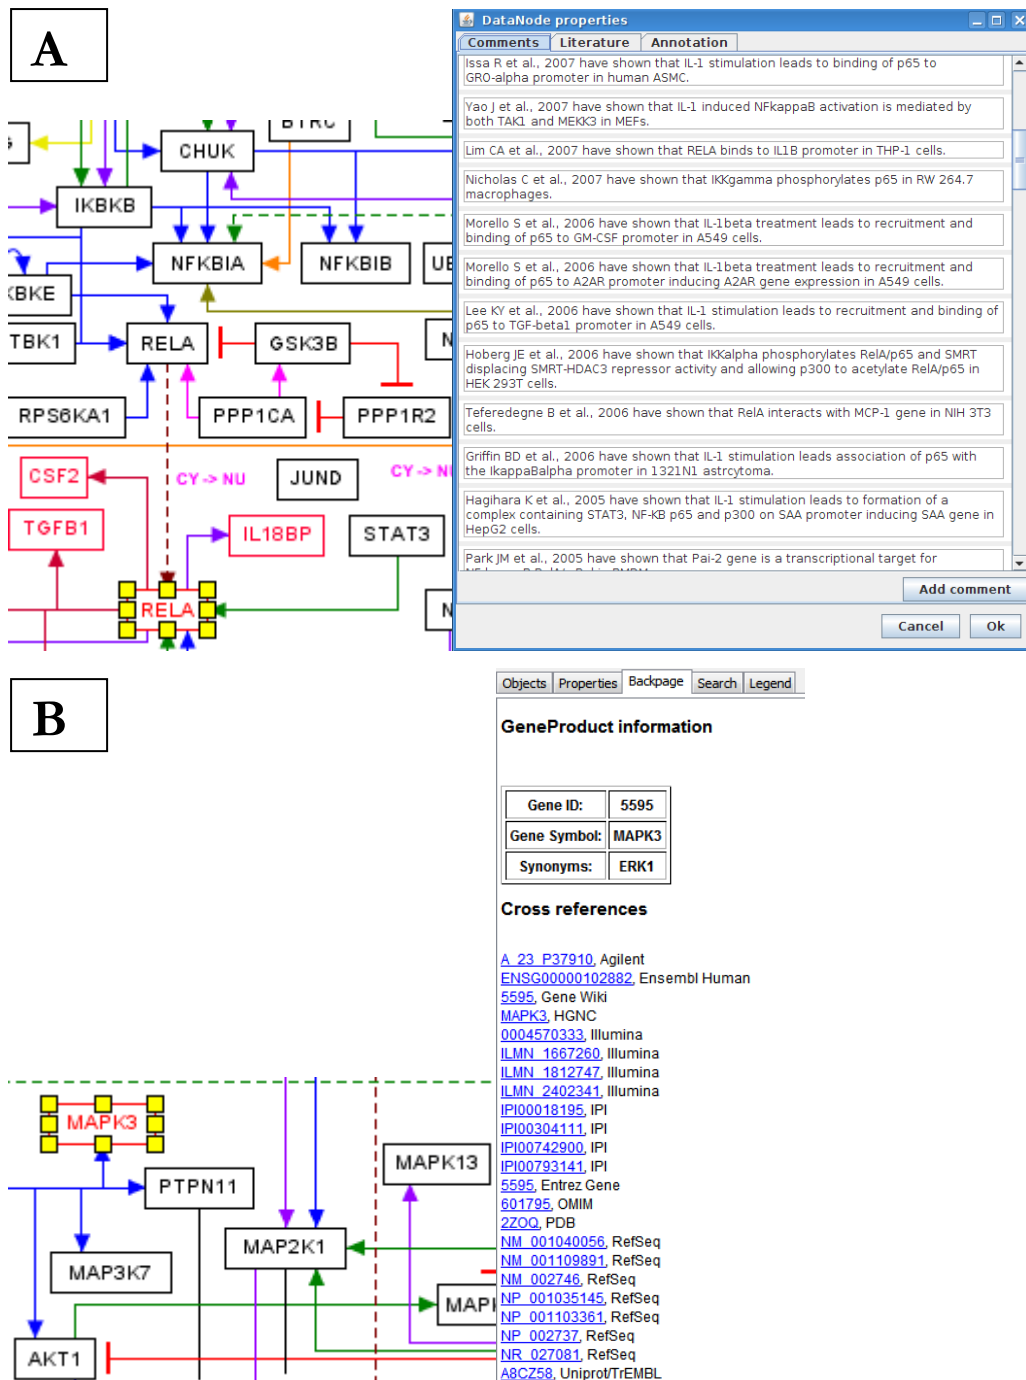 A
DataNode properties
Comments Literature Annotation
Issa R et al., 2007 have shown that IL-1 stimulation leads to binding of p65 to
GRO-alpha promoter in human ASMC.
Yao J et al., 2007 have shown that IL-1 induced NFkappaB activation is mediated by
both TAK1 and MEKK3 in MEFs.
Lim CA et al., 2007 have shown that RELA binds to IL1B promoter in THP-1 cells.
Nicholas C et al., 2007 have shown that IKKgamma phosphorylates p65 in RW 264.7
macrophages.
Morello S et al., 2006 have shown that IL-1beta treatment leads to recruitment and
binding of p65 to GM-CSF promoter in A549 cells.
Morello S et al., 2006 have shown that IL-1beta treatment leads to recruitment and
binding of p65 to A2AR promoter inducing A2AR gene expression in A549 cells.
Lee KY et al., 2006 have shown that IL-1 stimulation leads to recruitment and binding of
p65 to TGF-beta1 promoter in A549 cells.
Hoberg JE et al., 2006 have shown that IKKalpha phosphorylates RelA/p65 and SMRT
displacing SMRT-HDAC3 repressor activity and allowing p300 to acetylate RelA/p65 in
HEK 293T cells.
Teferedegne B et al., 2006 have shown that RelA interacts with MCP-1 gene in NIH 3T3
cells.
Griffin BD et al., 2006 have shown that IL-1 stimulation leads association of p65 with
the IkappaBalpha promoter in 1321N1 astrcytoma.
Hagihara K et al., 2005 have shown that IL-1 stimulation leads to formation of a
complex containing STAT3, NF-KB p65 and p300 on SAA promoter inducing SAA gene in
HepG2 cells.
Park JM et al., 2005 have shown that Pai-2 gene is a transcriptional target for
Add comment
Cancel Ok
BTRC
CHUK
IKBKB
NFKBIA NFKBIB UB
KBKE
TBK1 RELA GSK3B N
RPS6KA1 PPP1CA PPP1R2
CSF2 CY -> NU JUND CY -> NU
TGFB1 IL18BP STAT3
RELA N
B
Objects Properties Backpage Search Legend
GeneProduct information
Gene ID: 5595
Gene Symbol: MAPK3
Synonyms: ERK1
Cross references
A_23_P37910, Agilent
ENSG00000102882, Ensembl Human
5595, Gene Wiki
MAPK3, HGNC
0004570333, Illumina
ILMN_1667260, Illumina
ILMN_1812747, Illumina
ILMN_2402341, Illumina
IPI00018195, IPI
IPI00304111, IPI
IPI00742900, IPI
IPI00793141, IPI
5595, Entrez Gene
601795, OMIM
2ZOQ, PDB
NM_001040056, RefSeq
NM_001109891, RefSeq
NM_002746, RefSeq
NP_001035145, RefSeq
NP_001103361, RefSeq
NP_002737, RefSeq
NR_027081, RefSeq
A8CZ58, Uniprot/TrEMBL
MAPK3
MAPK13
PTPN11
MAP2K1
MAP3K7
MAPK
AKT1